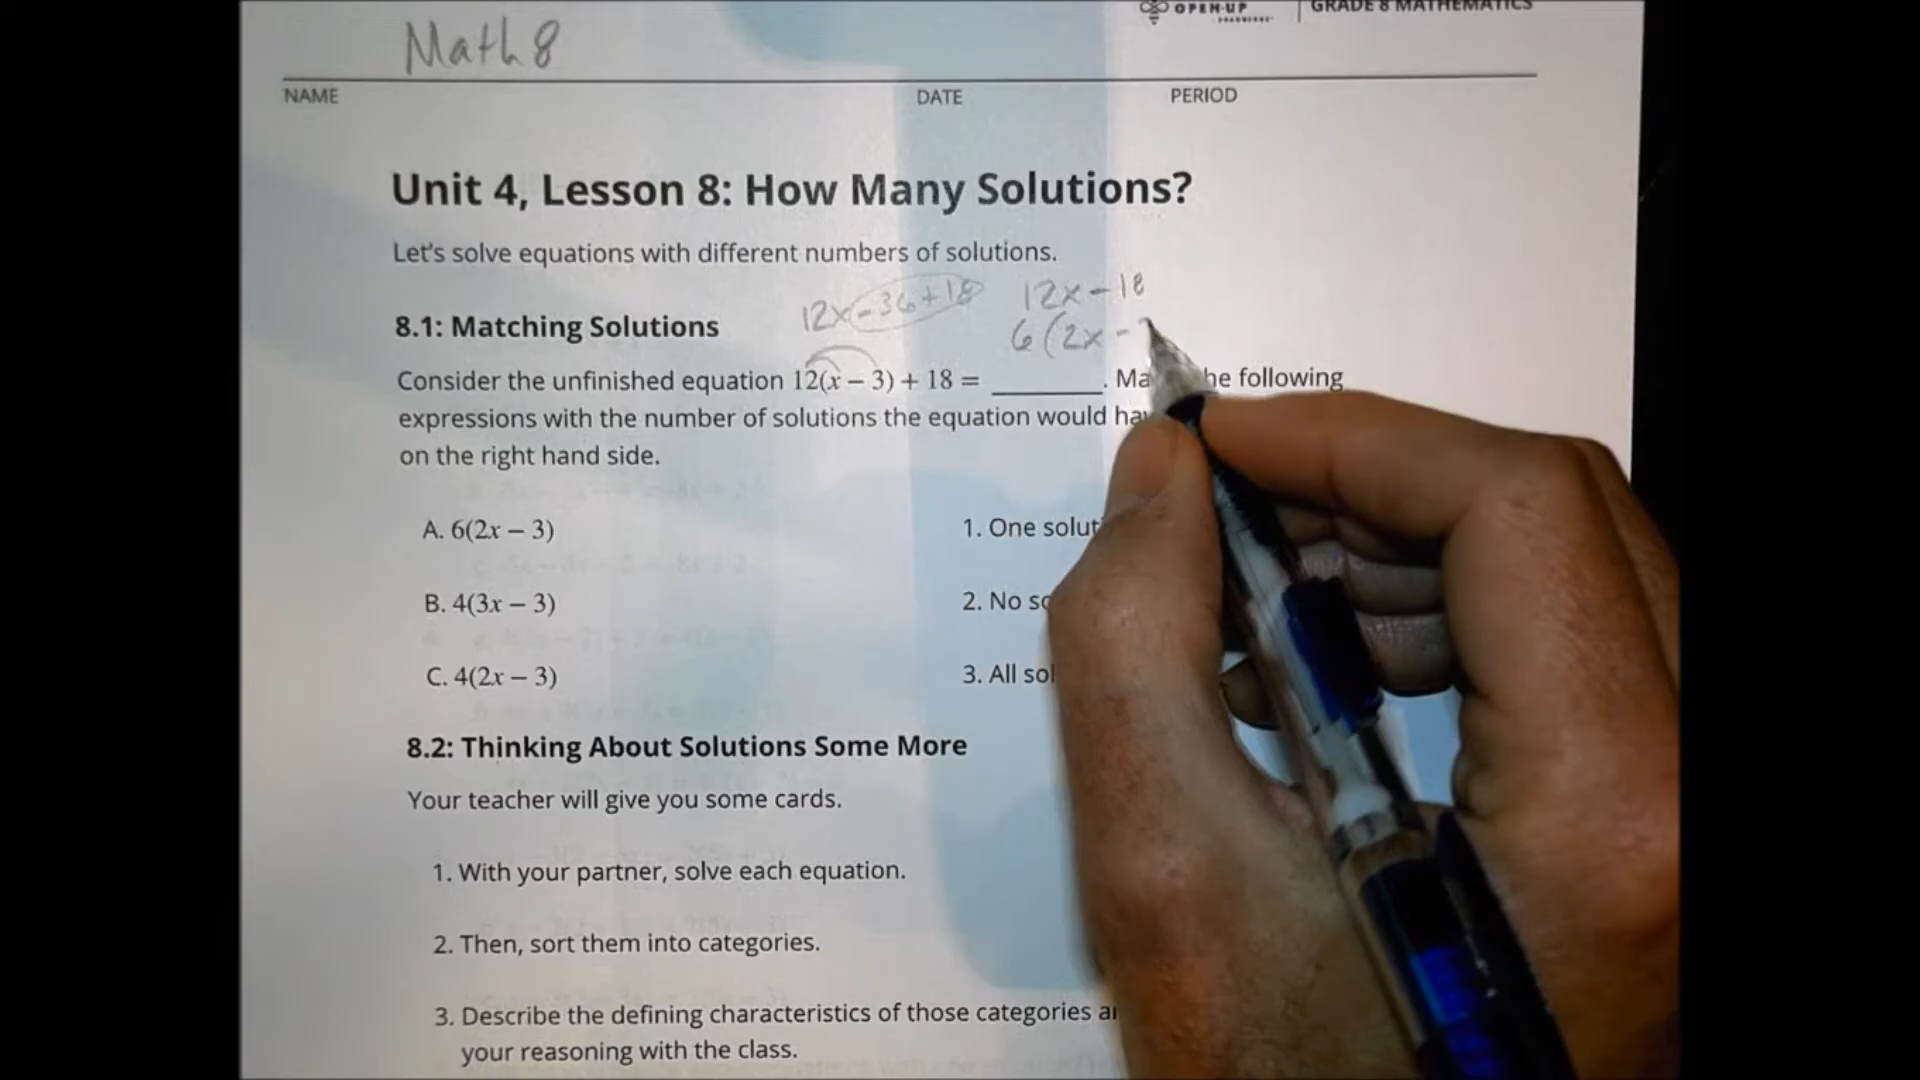 OPEN-UP GRADE 8 MATHEMATICS
Math 8
NAME DATE PERIOD
Unit 4, Lesson 8: How Many Solutions?
Let's solve equations with different numbers of solutions.
12x - 36 + 18 12x - 18
6(2x -
8.1: Matching Solutions
Consider the unfinished equation 12(x – 3) + 18 = ________. Ma he following
expressions with the number of solutions the equation would ha
on the right hand side.
A. 6(2x – 3) 1. One solut
B. 4(3x – 3) 2. No so
C. 4(2x – 3) 3. All sol
8.2: Thinking About Solutions Some More
Your teacher will give you some cards.
1. With your partner, solve each equation.
2. Then, sort them into categories.
3. Describe the defining characteristics of those categories a
your reasoning with the class.